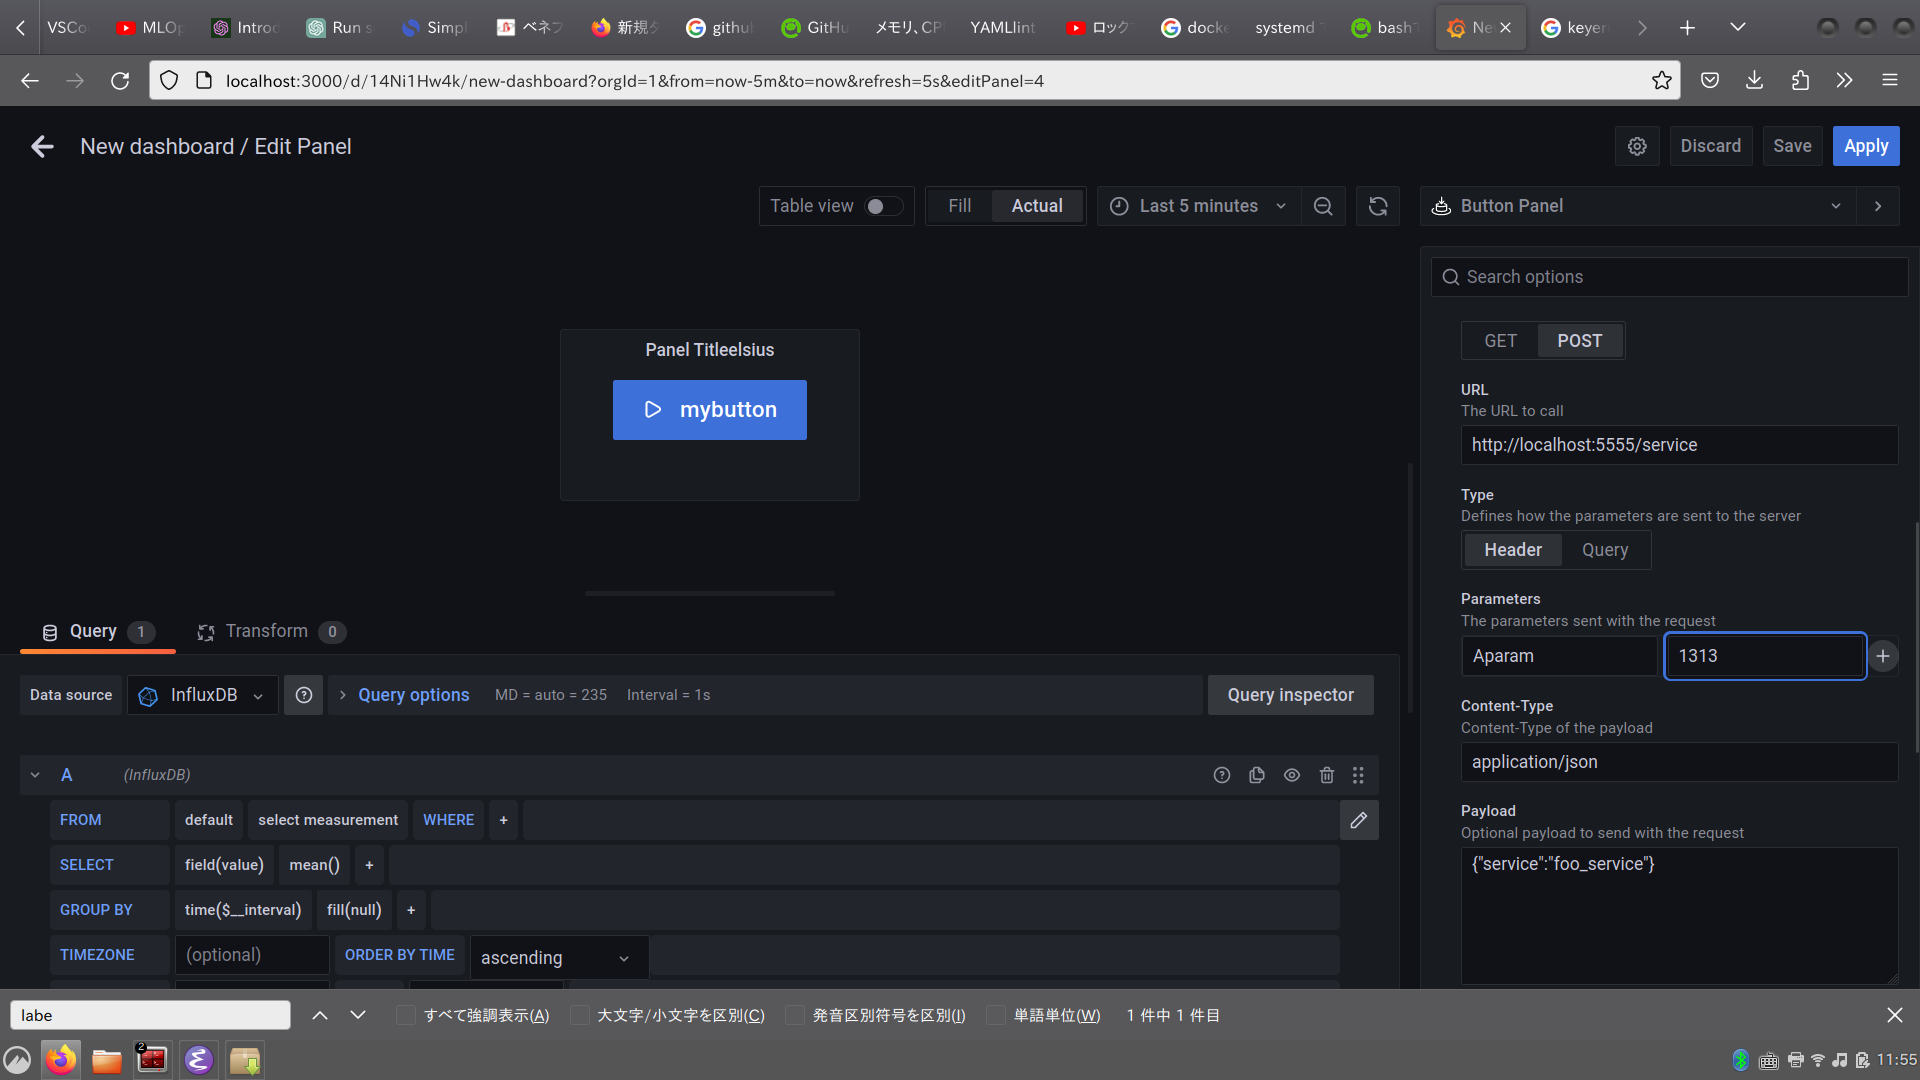 VSCo
MLOp
Introd
Run s
Simpl
ベネフ
新規タ
github
GitHu
メモリ、CP
YAMLlint
ロック
docke
systemd
bash
Ne
keyer
localhost:3000/d/14Ni1Hw4k/new-dashboard?orgId=1&from=now-5m&to=now&refresh=5s&editPanel=4
New dashboard / Edit Panel
Discard
Save
Apply
Table view
Fill
Actual
Last 5 minutes
Button Panel
Search options
Panel Titleelsius
mybutton
GET
POST
URL
The URL to call
http://localhost:5555/service
Type
Defines how the parameters are sent to the server
Header
Query
Parameters
The parameters sent with the request
Aparam
1313
Content-Type
Content-Type of the payload
application/json
Payload
Optional payload to send with the request
{"service":"foo_service"}
Query 1
Transform 0
Data source
InfluxDB
Query options
MD = auto = 235
Interval = 1s
Query inspector
A
(InfluxDB)
FROM
default
select measurement
WHERE
+
SELECT
field(value)
mean()
+
GROUP BY
time($__interval)
fill(null)
+
TIMEZONE
(optional)
ORDER BY TIME
ascending
labe
すべて強調表示(A)
大文字/小文字を区別(C)
発音区別符号を区別(I)
単語単位(W)
1 件中 1 件目
2
11:55